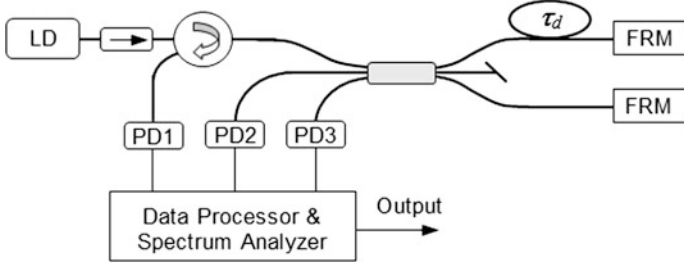 LD
τd
FRM
FRM
PD1
PD2
PD3
Data Processor &
Spectrum Analyzer
Output